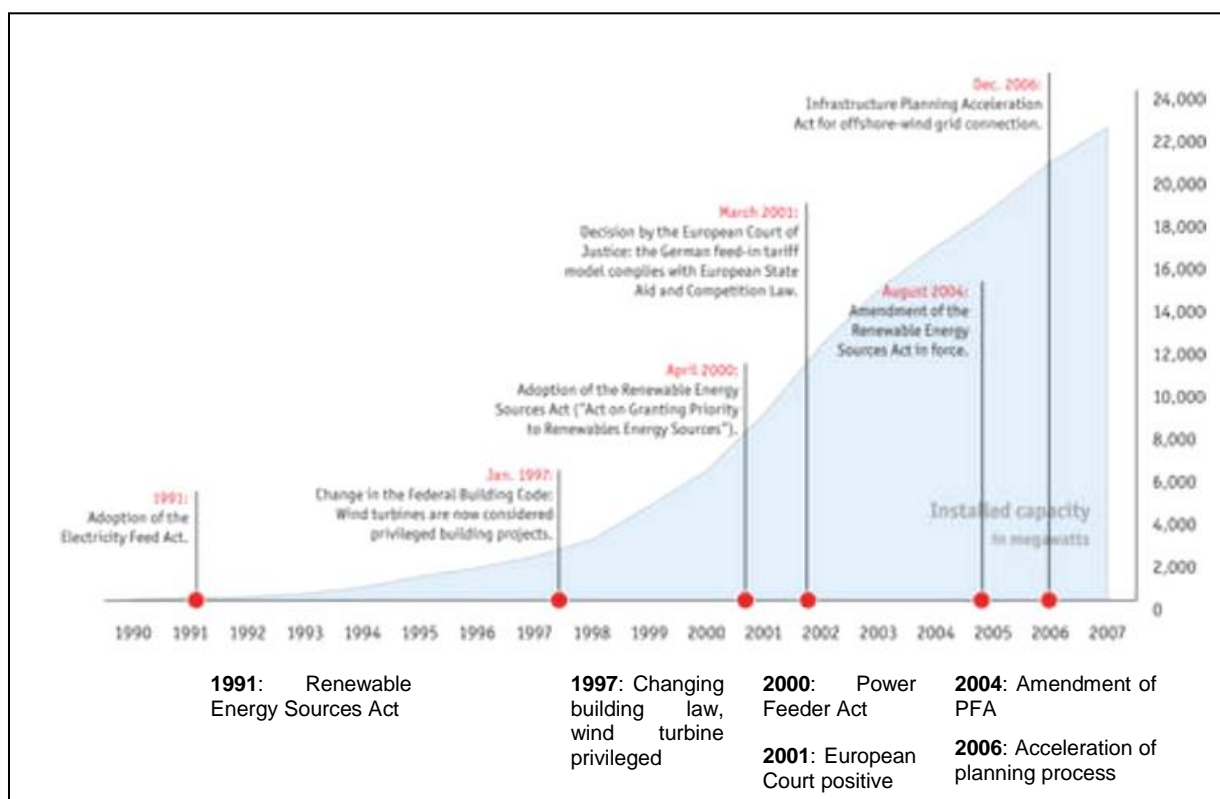 Dec. 2006:
Infrastructure Planning Acceleration
Act for offshore-wind grid connection.
March 2001:
Decision by the European Court of
Justice: the German feed-in tariff
model complies with European State
Aid and Competition Law.
August 2004:
Amendment of the
Renewable Energy
Sources Act in force.
April 2000:
Adoption of the Renewable Energy
Sources Act ("Act on Granting Priority
to Renewables Energy Sources").
Jan. 1997:
Change in the Federal Building Code:
Wind turbines are now considered
privileged building projects.
1991:
Adoption of the
Electricity Feed Act.
Installed capacity
in megawatts
24,000
22,000
20,000
18,000
16,000
14,000
12,000
10,000
8,000
6,000
4,000
2,000
0
1990 1991 1992 1993 1994 1995 1996 1997 1998 1999 2000 2001 2002 2003 2004 2005 2006 2007
1991: Renewable
Energy Sources Act
1997: Changing
building law,
wind turbine
privileged
2000: Power
Feeder Act
2001: European
Court positive
2004: Amendment of
PFA
2006: Acceleration of
planning process